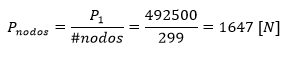 P_nodos = P_1 / #nodos = 492500 / 299 = 1647 [N]